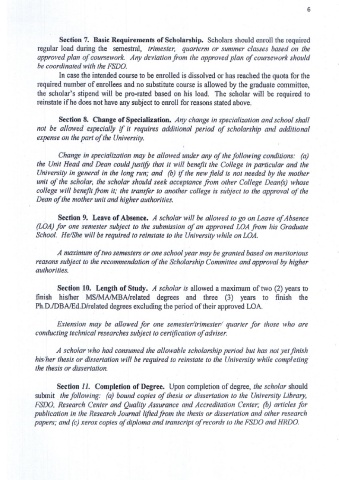 6
Section 7. Basic Requirements of Scholarship. Scholars should enroll the required
regular load during the semestral, trimester, quarterm or summer classes based on the
approved plan of coursework. Any deviation from the approved plan of coursework should
be coordinated with the FSDO.
In case the intended course to be enrolled is dissolved or has reached the quota for the
required number of enrollees and no substitute course is allowed by the graduate committee,
the scholar's stipend will be pro-rated based on his load. The scholar will be required to
reinstate if he does not have any subject to enroll for reasons stated above.
Section 8. Change of Specialization. Any change in specialization and school shall
not be allowed especially if it requires additional period of scholarship and additional
expense on the part of the University.
Change in specialization may be allowed under any of the following conditions: (a)
the Unit Head and Dean could justify that it will benefit the College in particular and the
University in general in the long run; and (b) if the new field is not needed by the mother
unit of the scholar, the scholar should seek acceptance from other College Dean(s) whose
college will benefit from it; the transfer to another college is subject to the approval of the
Dean of the mother unit and higher authorities.
Section 9. Leave of Absence. A scholar will be allowed to go on Leave of Absence
(LOA) for one semester subject to the submission of an approved LOA from his Graduate
School. He/She will be required to reinstate to the University while on LOA.
A maximum of two semesters or one school year may be granted based on meritorious
reasons subject to the recommendation of the Scholarship Committee and approval by higher
authorities.
Section 10. Length of Study. A scholar is allowed a maximum of two (2) years to
finish his/her MS/MA/MBA/related degrees and three (3) years to finish the
Ph.D./DBA/Ed.D/related degrees excluding the period of their approved LOA.
Extension may be allowed for one semester/trimester/ quarter for those who are
conducting technical researches subject to certification of adviser.
A scholar who had consumed the allowable scholarship period but has not yet finish
his/her thesis or dissertation will be required to reinstate to the University while completing
the thesis or dissertation.
Section 11. Completion of Degree. Upon completion of degree, the scholar should
submit the following: (a) bound copies of thesis or dissertation to the University Library,
FSDO, Research Center and Quality Assurance and Accreditation Center; (b) articles for
publication in the Research Journal lifted from the thesis or dissertation and other research
papers; and (c) xerox copies of diploma and transcript of records to the FSDO and HRDO.